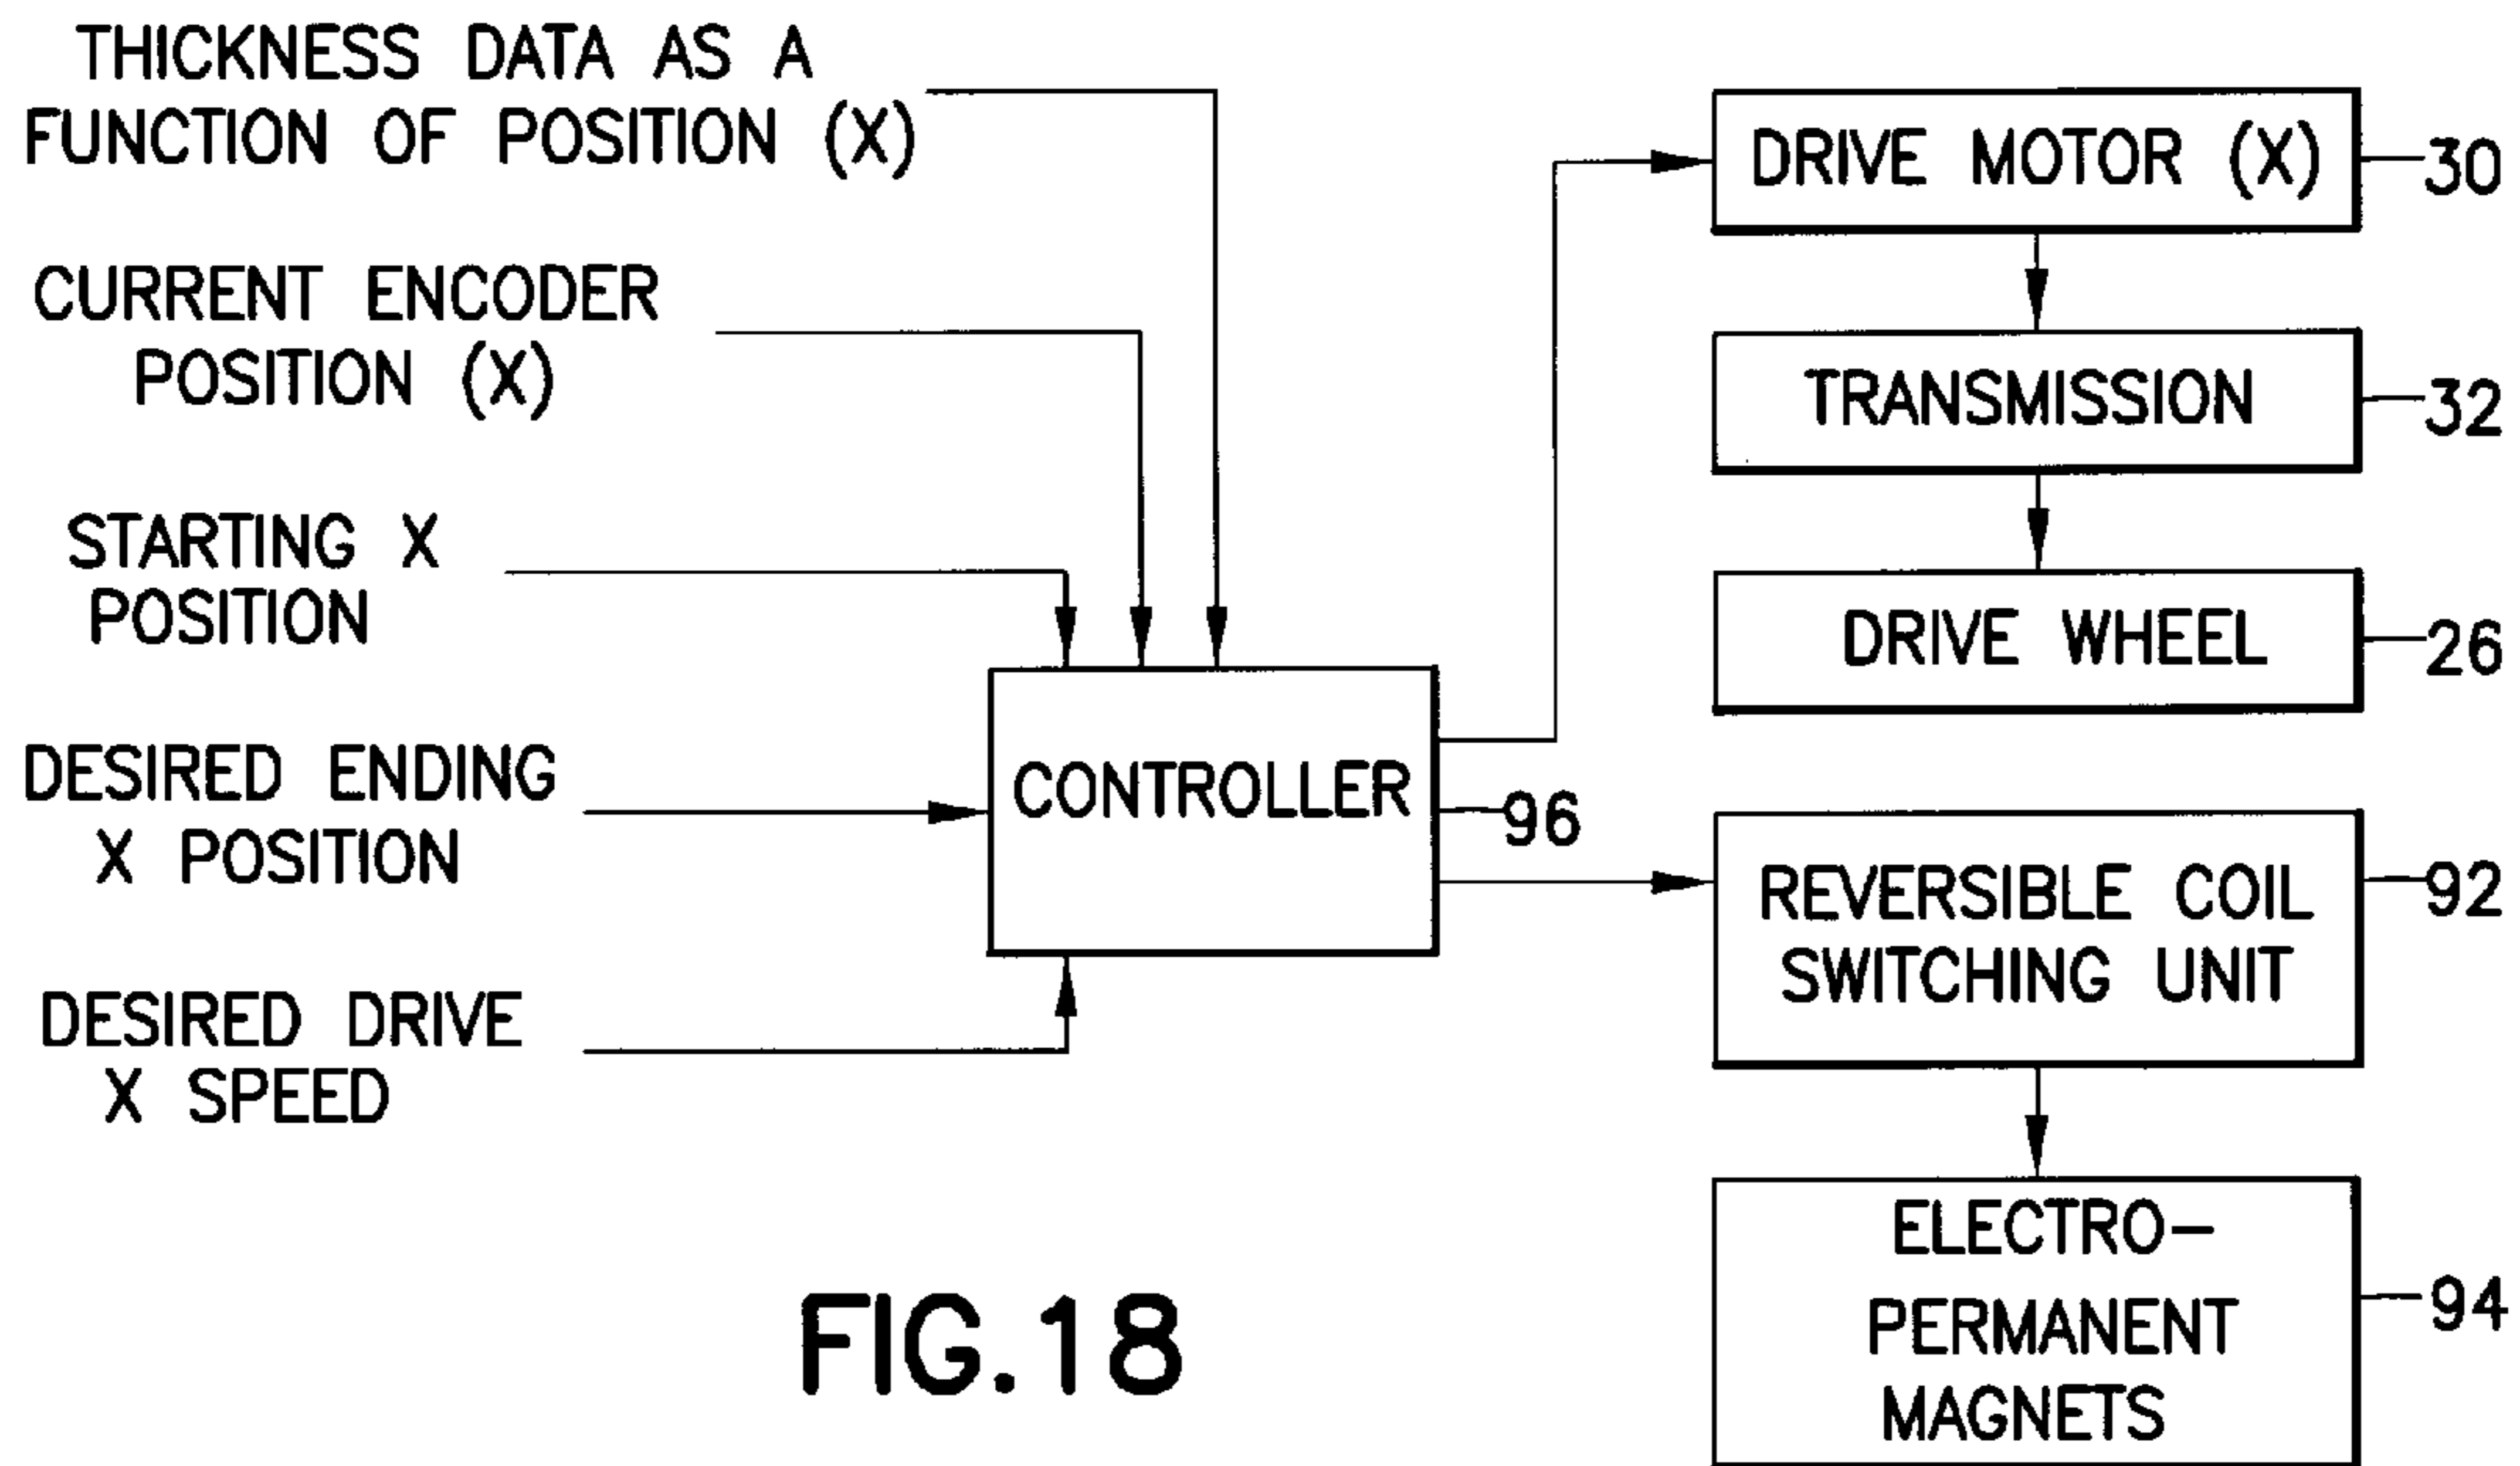 THICKNESS DATA AS A
FUNCTION OF POSITION (X)
CURRENT ENCODER
POSITION (X)
STARTING X
POSITION
DESIRED ENDING
X POSITION
DESIRED DRIVE
X SPEED
CONTROLLER
96
DRIVE MOTOR (X)
30
TRANSMISSION
32
DRIVE WHEEL
26
REVERSIBLE COIL
SWITCHING UNIT
92
ELECTRO-
PERMANENT
MAGNETS
94
FIG.18